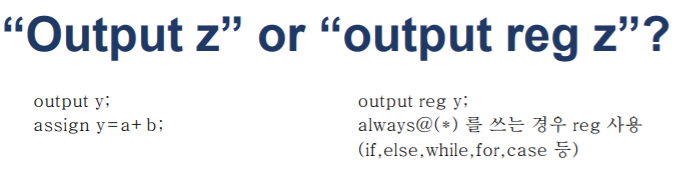 “Output z” or “output reg z”?
output y;
assign y=a+ b;
output reg y;
always@(*) 를 쓰는 경우 reg 사용
(if,else,while,for,case 등)